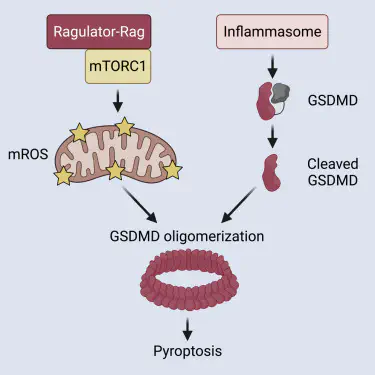 Ragulator-Rag
mTORC1
Inflammasome
GSDMD
mROS
Cleaved
GSDMD
GSDMD oligomerization
Pyroptosis